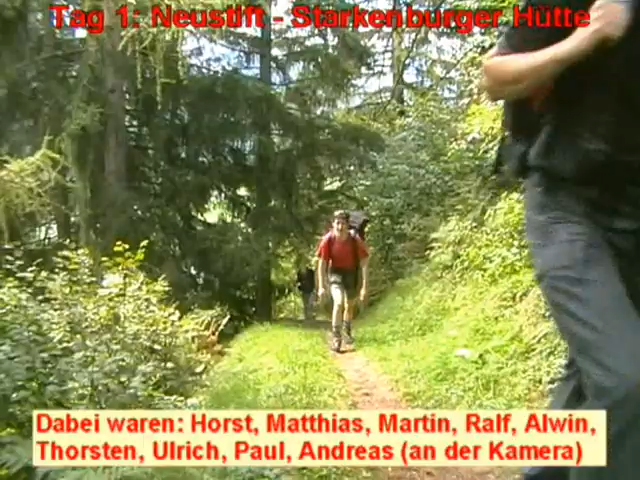 Tag 1: Neustift - Starkenburger Hütte
Dabei waren: Horst, Matthias, Martin, Ralf, Alwin,
Thorsten, Ulrich, Paul, Andreas (an der Kamera)